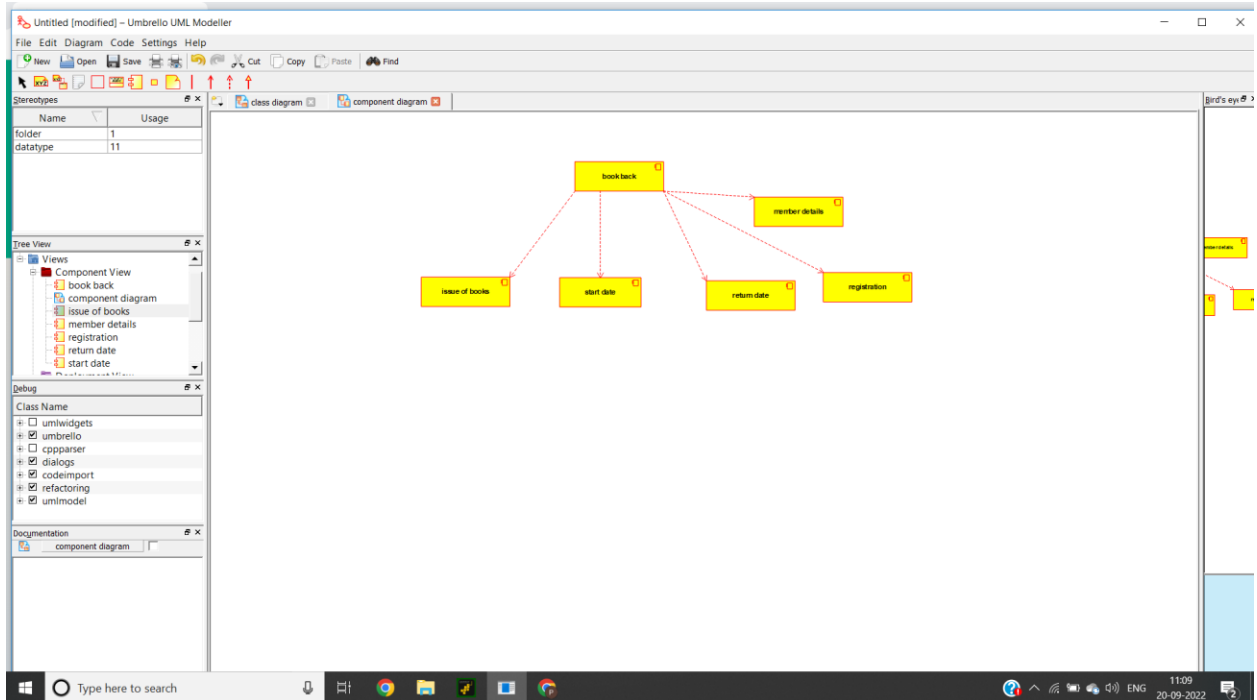 Untitled [modified] – Umbrello UML Modeller
File Edit Diagram Code Settings Help
New Open Save Cut Copy Paste Find
Stereotypes
Name Usage
folder 1
datatype 11
Tree View
Views
Component View
book back
component diagram
issue of books
member details
registration
return date
start date
Debug
Class Name
umlwidgets
umbrello
cppparser
dialogs
codeimport
refactoring
umlmodel
Documentation
component diagram
class diagram component diagram
book back
member details
issue of books
start date
return date
registration
Bird's eye
Type here to search
ENG
11:09
20-09-2022
2